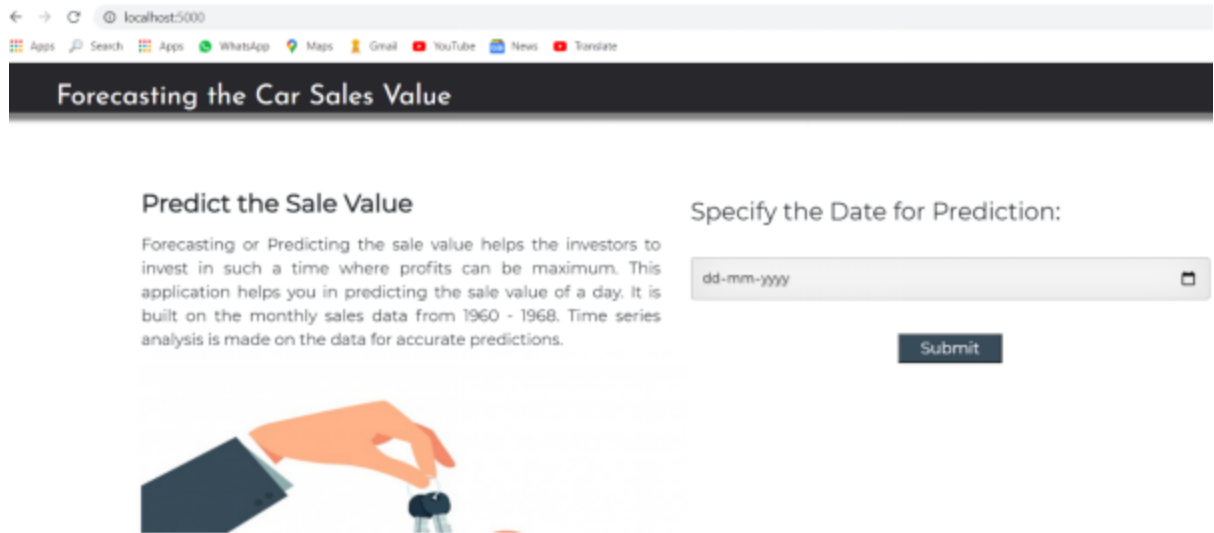 localhost:5000
Apps Search Apps WhatsApp Maps Gmail YouTube News Translate
Forecasting the Car Sales Value
Predict the Sale Value
Forecasting or Predicting the sale value helps the investors to
invest in such a time where profits can be maximum. This
application helps you in predicting the sale value of a day. It is
built on the monthly sales data from 1960 - 1968. Time series
analysis is made on the data for accurate predictions.
Specify the Date for Prediction:
dd-mm-yyyy
Submit